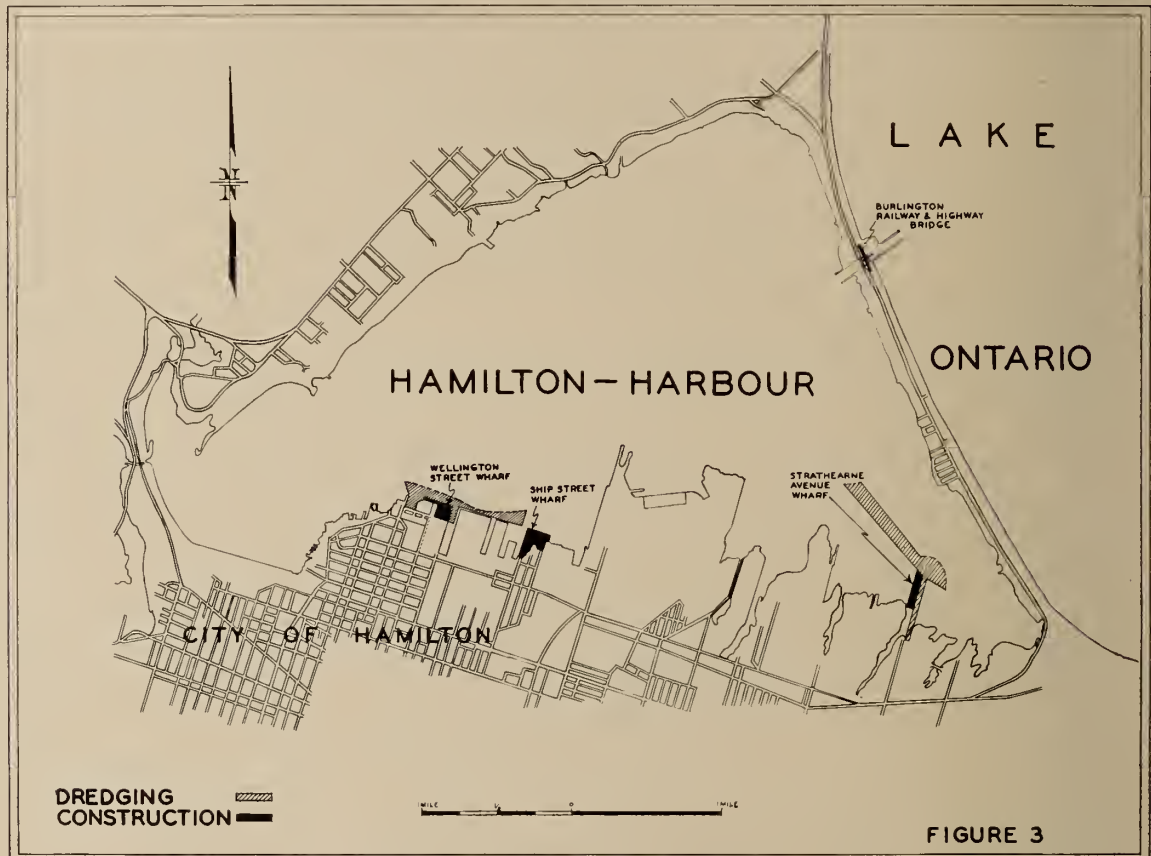 N
LAKE
BURLINGTON
RAILWAY & HIGHWAY
BRIDGE
ONTARIO
HAMILTON-HARBOUR
WELLINGTON
STREET WHARF
SHIP STREET
WHARF
STRATHEARNE
AVENUE
WHARF
CITY OF HAMILTON
DREDGING
CONSTRUCTION
1 MILE ½ 0 1 MILE
FIGURE 3